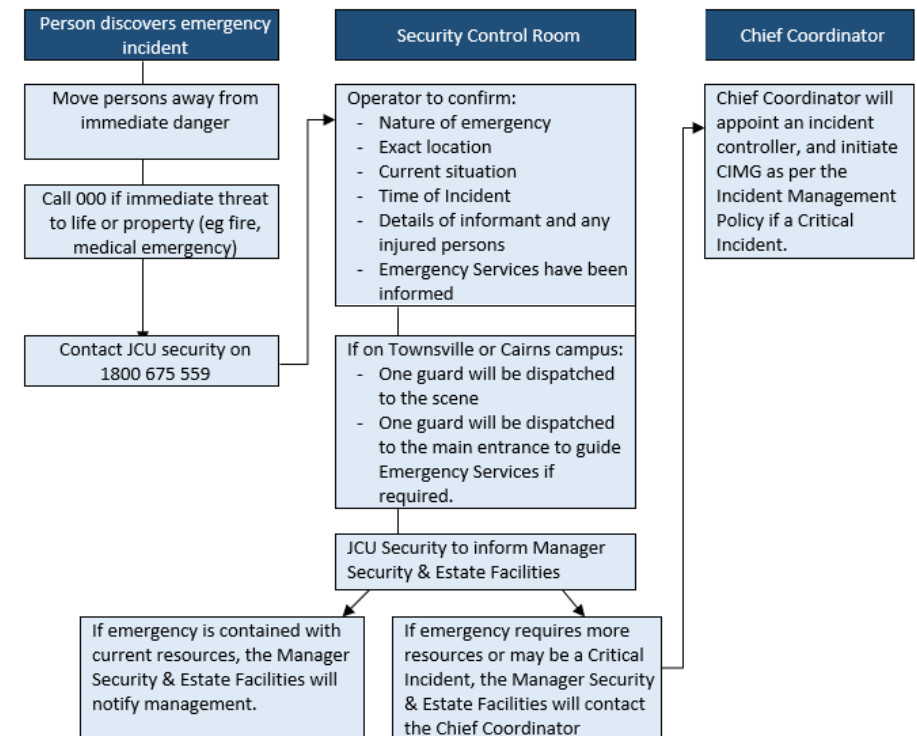 Person discovers emergency
incident
Move persons away from
immediate danger
Call 000 if immediate threat
to life or property (eg fire,
medical emergency)
Contact JCU security on
1800 675 559
Security Control Room
Operator to confirm:
- Nature of emergency
- Exact location
- Current situation
- Time of Incident
- Details of informant and any
injured persons
- Emergency Services have been
informed
If on Townsville or Cairns campus:
- One guard will be dispatched
to the scene
- One guard will be dispatched
to the main entrance to guide
Emergency Services if
required.
JCU Security to inform Manager
Security & Estate Facilities
If emergency is contained with
current resources, the Manager
Security & Estate Facilities will
notify management.
If emergency requires more
resources or may be a Critical
Incident, the Manager Security
& Estate Facilities will contact
the Chief Coordinator
Chief Coordinator
Chief Coordinator will
appoint an incident
controller, and initiate
CIMG as per the
Incident Management
Policy if a Critical
Incident.